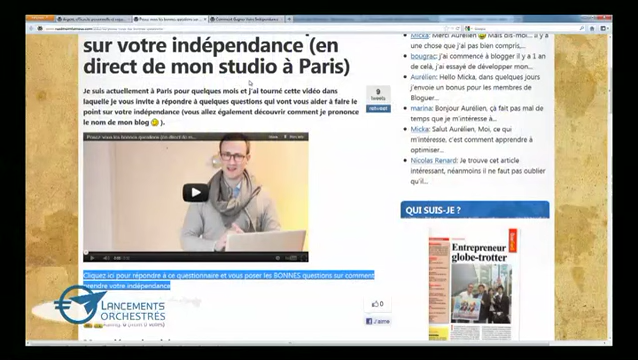 sur votre indépendance (en
direct de mon studio à Paris)
Je suis actuellement à Paris pour quelques mois et j'ai tourné cette vidéo dans
laquelle je vous invite à répondre à quelques questions qui vont vous aider à faire le
point sur votre indépendance (vous allez également découvrir comment je prononce
le nom de mon blog
9
tweets
retweet
Cliquez ici pour répondre à ce questionnaire et vous poser les BONNES questions sur comment
prendre votre indépendance
LANCEMENTS
ORCHESTRÉS
0
J'aime
Micka: Merci Aurélien
Mais dis-moi... il y a
une chose que j'ai pas bien compris,...
bougrac: j'ai commencé à blogger il y a 1 an
de celà, j'ai essayé de développer mon...
Aurélien: Hello Micka, dans quelques jours
j'envoie un bonus pour les membres de
Bloguer...
marina: Bonjour Aurélien, ça fait pas mal de
temps que je m'intéresse à...
Micka: Salut Aurélien, Moi, ce qui
m'intéresse, c'est comment apprendre à
optimiser...
Nicolas Renard: Je trouve cet article
intéressant, néanmoins il ne faut pas oublier
qu'il...
QUI SUIS-JE ?
Entrepreneur
globe-trotter